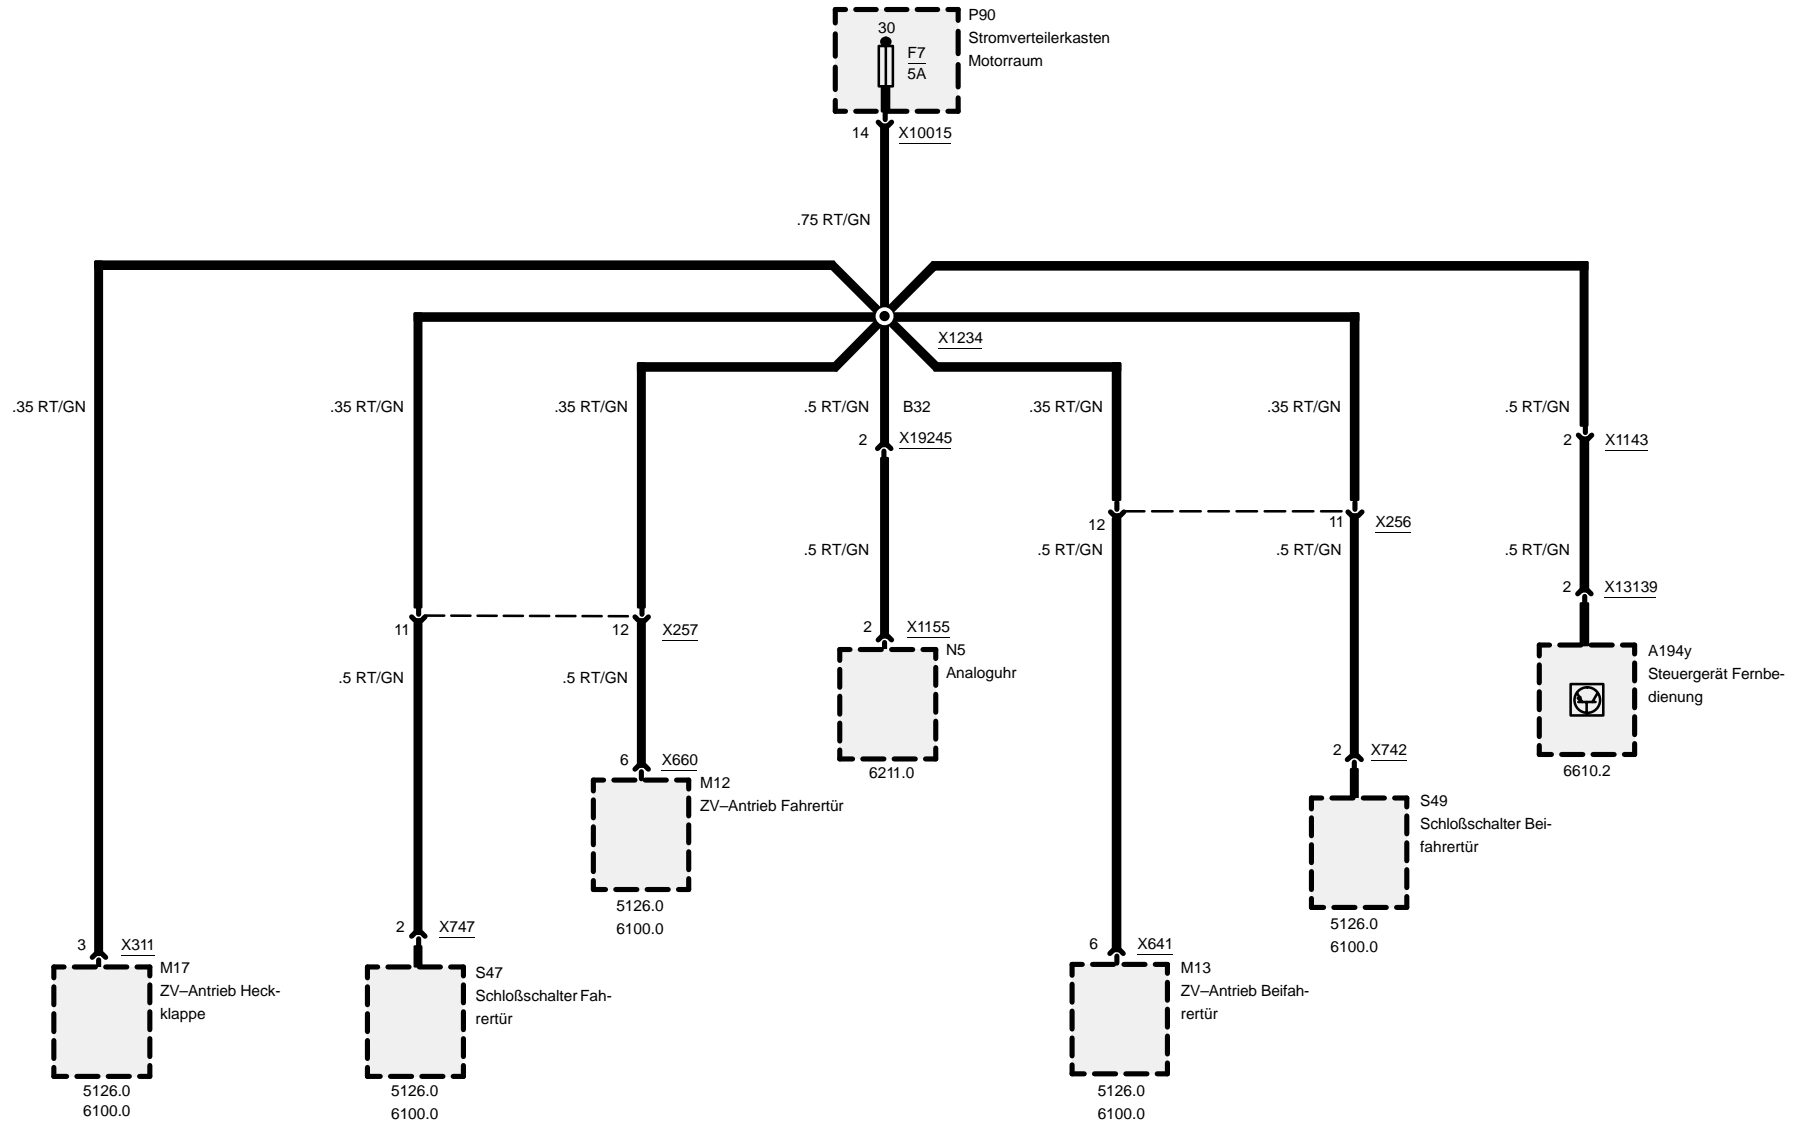 P90
30
Stromverteilerkasten
F7
Motorraum
5A
14 X10015
.75 RT/GN
X1234
.35 RT/GN .35 RT/GN .35 RT/GN .5 RT/GN B32 .35 RT/GN .35 RT/GN .5 RT/GN
2 X19245 2 X1143
12 11 X256
.5 RT/GN .5 RT/GN .5 RT/GN .5 RT/GN
2 X13139
11 12 X257 2 X1155
N5
Analoguhr
A194y
Steuergerät Fernbe-
dienung
.5 RT/GN .5 RT/GN
6 X660 2 X742
6211.0 6610.2
M12
ZV–Antrieb Fahrertür
S49
Schloßschalter Bei-
fahrertür
5126.0
6100.0
5126.0
6100.0
2 X747
3 X311 6 X641
M17
ZV–Antrieb Heck-
klappe
S47
Schloßschalter Fah-
rertür
M13
ZV–Antrieb Beifah-
rertür
5126.0 5126.0 5126.0
6100.0 6100.0 6100.0